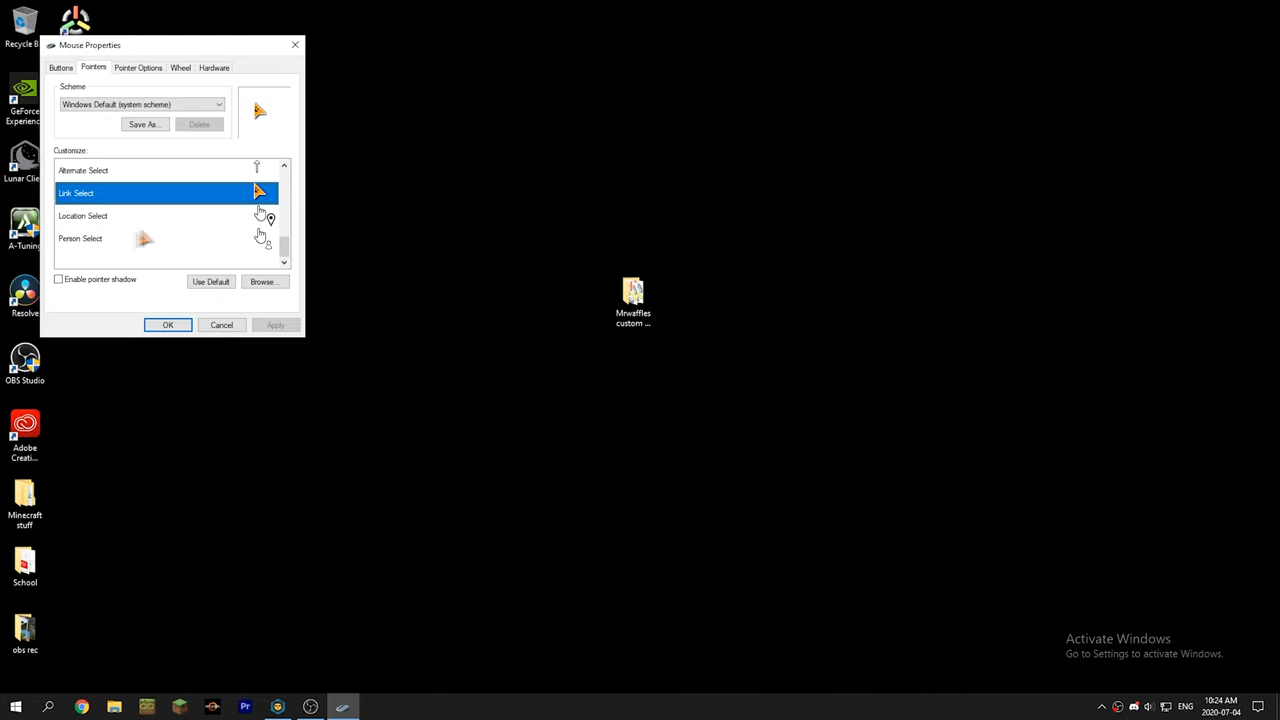 Recycle B
Mouse Properties
Buttons
Pointers
Pointer Options
Wheel
Hardware
Scheme
Windows Default (system scheme)
Save As...
Delete
Customize:
Alternate Select
Link Select
Location Select
Person Select
Enable pointer shadow
Use Default
Browse...
OK
Cancel
Apply
GeForce
Experienc...
Lunar Clie
A-Tuning
Resolve
OBS Studio
Adobe
Creati...
Minecraft
stuff
School
obs rec
Mrwaffles
custom ...
Activate Windows
Go to Settings to activate Windows.
Pr
ENG
10:24 AM
2020-07-04